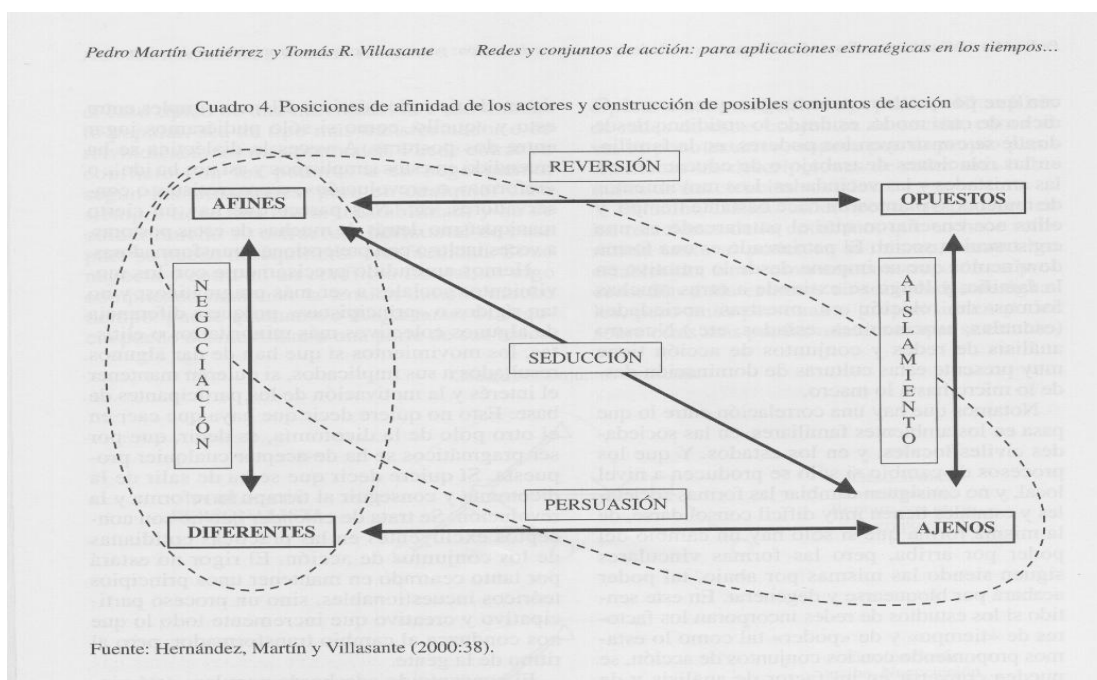 Pedro Martín Gutiérrez y Tomás R. Villasante Redes y conjuntos de acción: para aplicaciones estratégicas en los tiempos…
Cuadro 4. Posiciones de afinidad de los actores y construcción de posibles conjuntos de acción
REVERSIÓN
AFINES
OPUESTOS
NEGOCIACIÓN
AISLAMIENTO
SEDUCCIÓN
PERSUASIÓN
DIFERENTES
AJENOS
Fuente: Hernández, Martín y Villasante (2000:38).